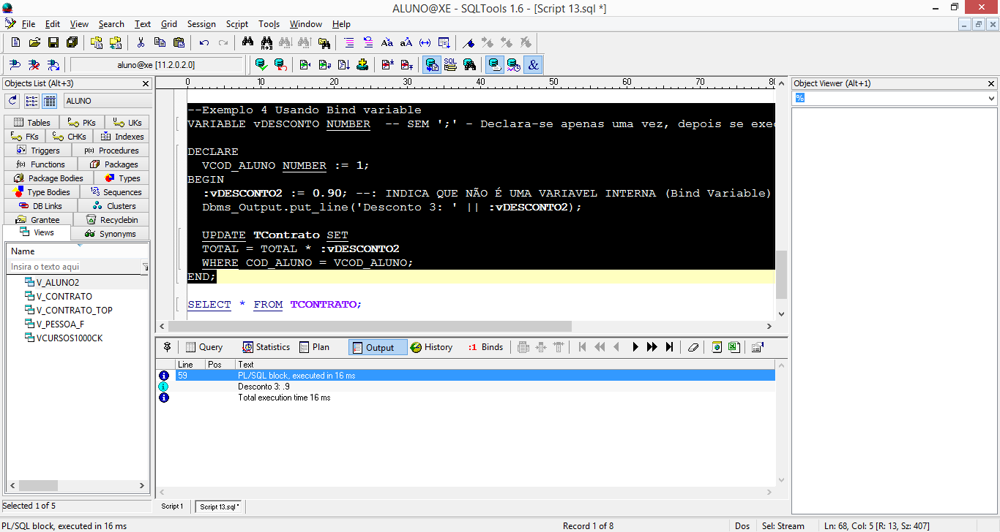 ALUNO@XE - SQLTools 1.6 - [Script 13.sql *]
File Edit View Search Text Grid Session Script Tools Window Help
aluno@xe [11.2.0.2.0]
Objects List (Alt+3)
ALUNO
Tables PKs UKs
FKs CHKs Indexes
Triggers Procedures
Functions Packages
Package Bodies Types
Type Bodies Sequences
DB Links Clusters
Grantee Recyclebin
Views Synonyms
Name
Insira o texto aqui
V_ALUNO2
V_CONTRATO
V_CONTRATO_TOP
V_PESSOA_F
VCURSOS1000CK
Selected 1 of 5
0 10 20 30 40 50 60 70 80
--Exemplo 4 Usando Bind variable
VARIABLE vDESCONTO NUMBER  -- SEM ';' - Declara-se apenas uma vez, depois se exe
DECLARE
VCOD_ALUNO NUMBER := 1;
BEGIN
:vDESCONTO2 := 0.90; --: INDICA QUE NÃO É UMA VARIAVEL INTERNA (Bind Variable)
Dbms_Output.put_line('Desconto 3: ' || :vDESCONTO2);
UPDATE TContrato SET
TOTAL = TOTAL * :vDESCONTO2
WHERE COD_ALUNO = VCOD_ALUNO;
END;
SELECT * FROM TCONTRATO;
Query Statistics Plan Output History :1 Binds
Line Pos Text
59 PL/SQL block, executed in 16 ms
Desconto 3: .9
Total execution time 16 ms
Script 1 Script 13.sql *
Object Viewer (Alt+1)
%
PL/SQL block, executed in 16 ms Record 1 of 8 Dos Sel: Stream Ln: 68, Col: 5 [R: 13, Sz: 407]